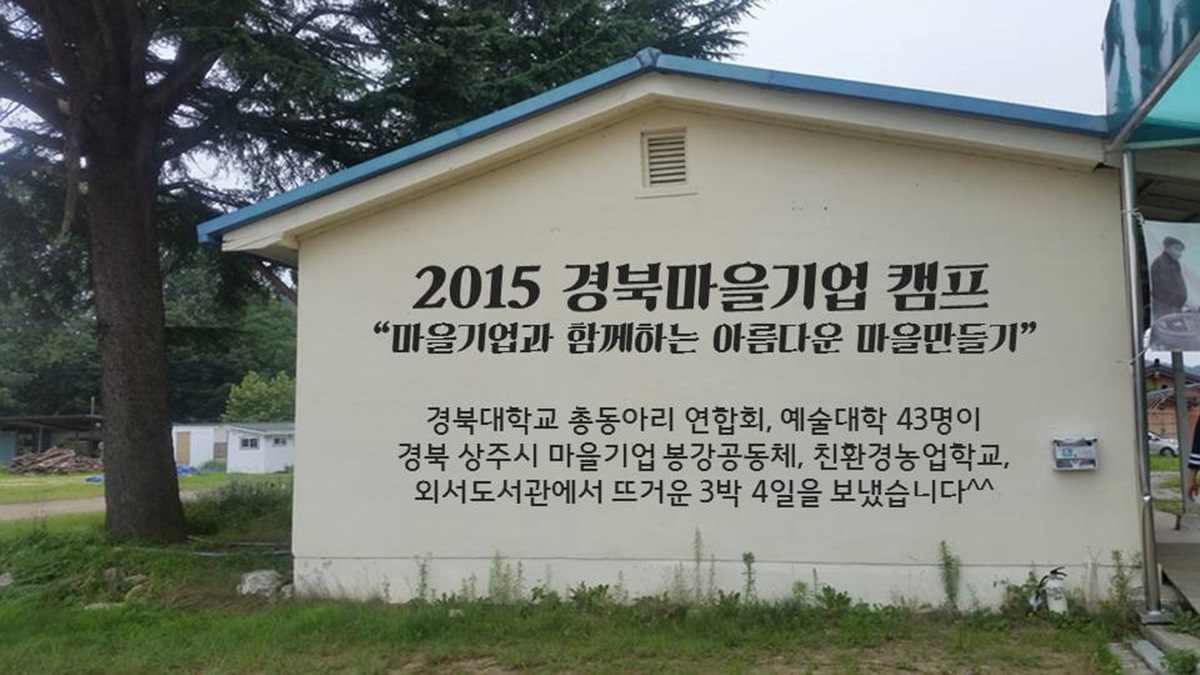 2015 경북마을기업 캠프
“마을기업과 함께하는 아름다운 마을만들기”
경북대학교 총동아리 연합회, 예술대학 43명이
경북 상주시 마을기업 봉강공동체, 친환경농업학교,
외서도서관에서 뜨거운 3박 4일을 보냈습니다^^